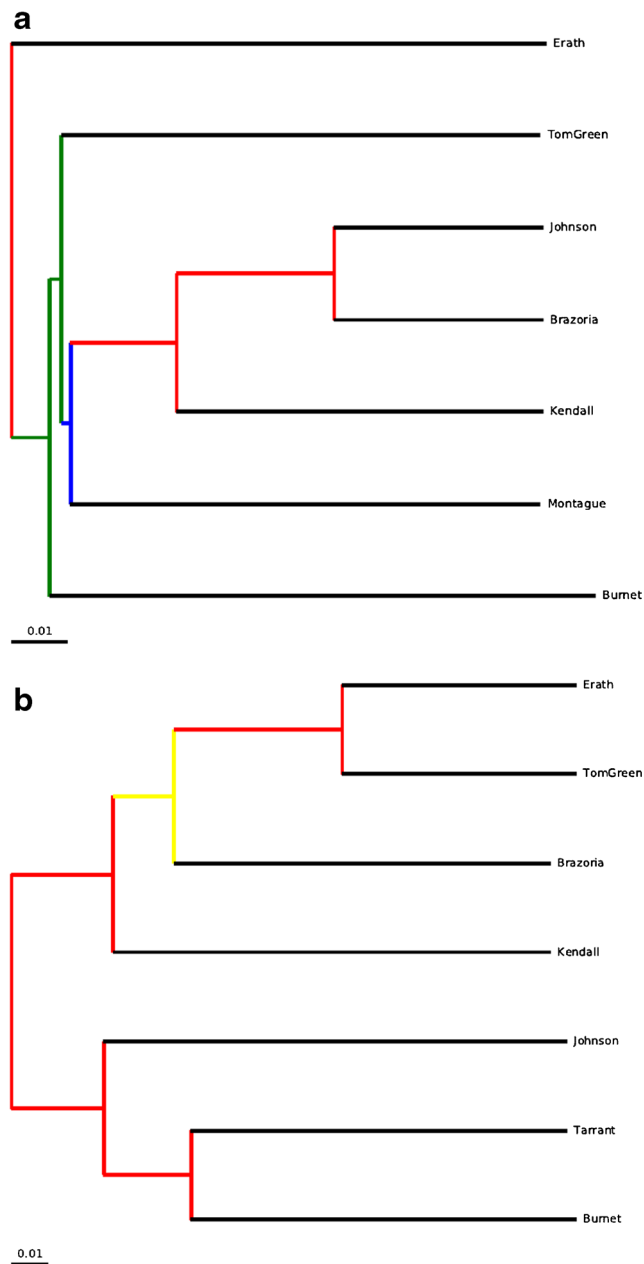 a
Erath
TomGreen
Johnson
Brazoria
Kendall
Montague
Burnet
0.01
b
Erath
TomGreen
Brazoria
Kendall
Johnson
Tarrant
Burnet
0.01